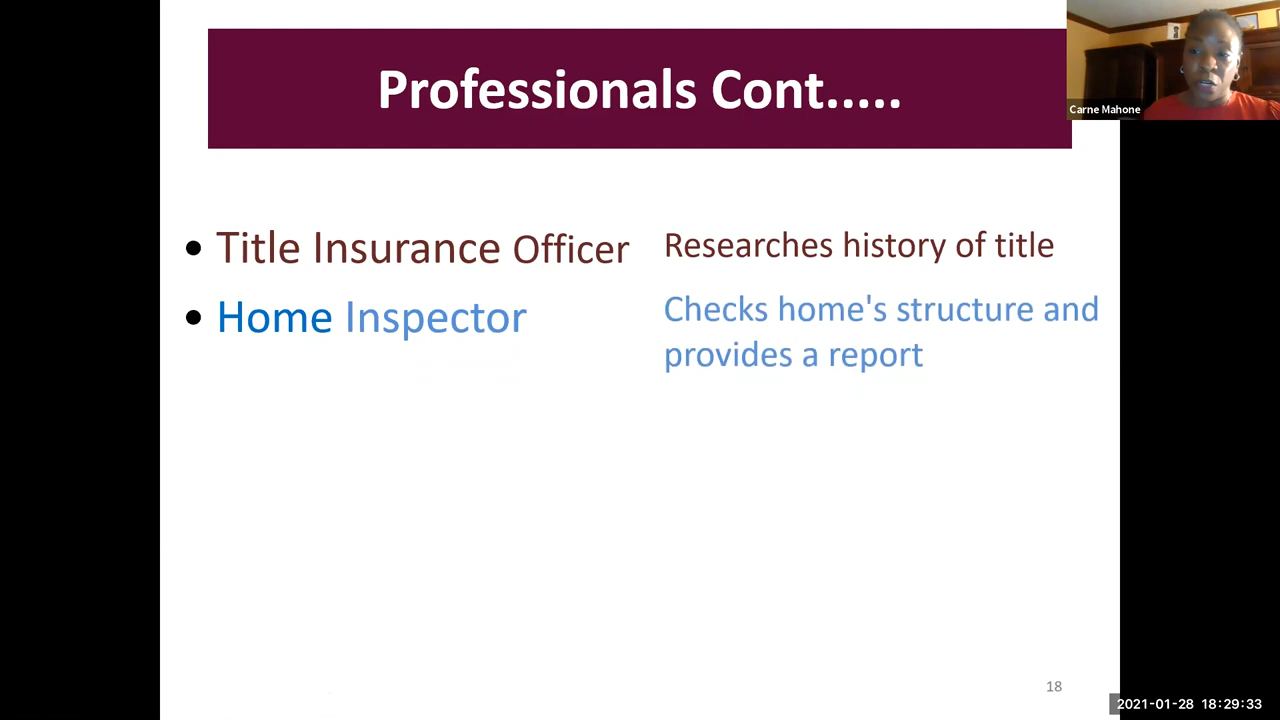 Professionals Cont.....
Carne Mahone
• Title Insurance Officer
Researches history of title
• Home Inspector
Checks home's structure and
provides a report
18
2021-01-28 18:29:33